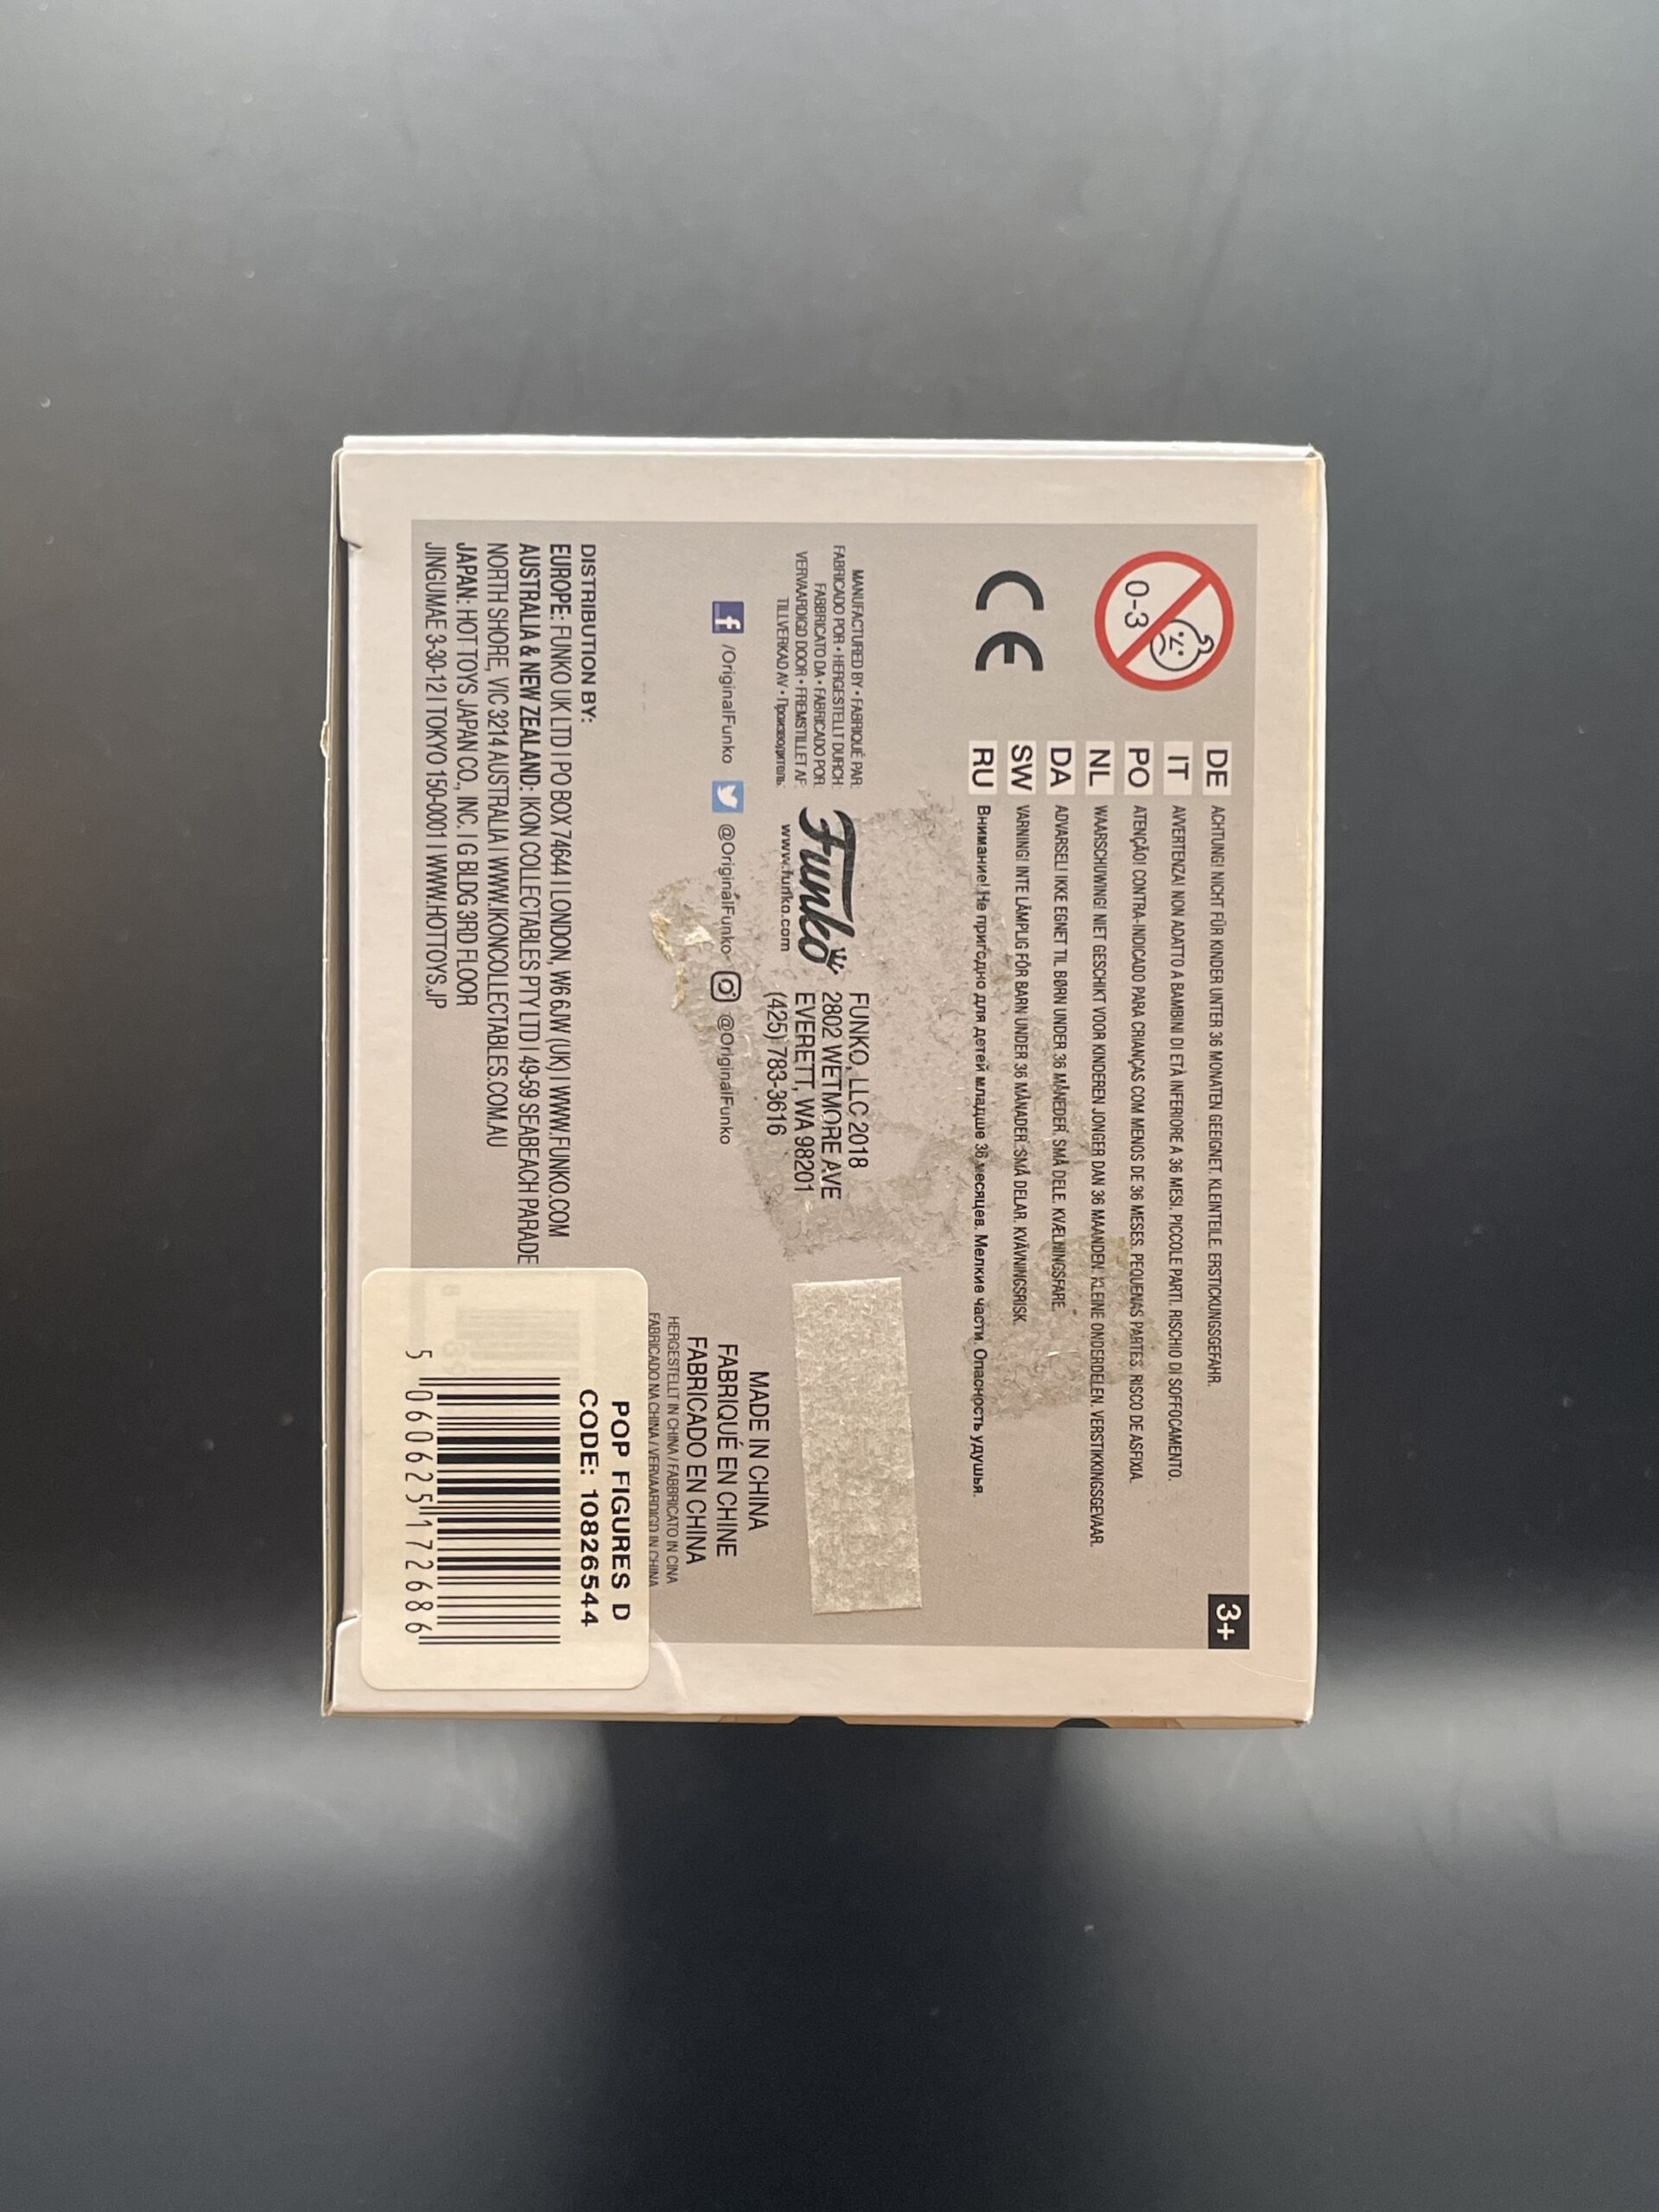 3+
0-3
DE ACHTUNG! NICHT FÜR KINDER UNTER 36 MONATEN GEEIGNET. KLEINTEILE. ERSTICKUNGSGEFAHR.
IT AVVERTENZA! NON ADATTO A BAMBINI DI ETÀ INFERIORE A 36 MESI. PICCOLE PARTI. RISCHIO DI SOFFOCAMENTO.
PO ATENÇÃO! CONTRA-INDICADO PARA CRIANÇAS COM MENOS DE 36 MESES. PEQUENAS PARTES. RISCO DE ASFIXIA.
NL WAARSCHUWING! NIET GESCHIKT VOOR KINDEREN JONGER DAN 36 MAANDEN. KLEINE ONDERDELEN. VERSTIKKINGSGEVAAR.
DA ADVARSEL! IKKE EGNET TIL BØRN UNDER 36 MÅNEDER. SMÅ DELE. KVÆLNINGSFARE.
SW VARNING! INTE LÄMPLIG FÖR BARN UNDER 36 MÅNADER. SMÅ DELAR. KVÄVNINGSRISK.
RU Внимание! Не пригодно для детей младше 36 месяцев. Мелкие части. Опасность удушья.
CE
MANUFACTURED BY • FABRIQUÉ PAR:
FABRICADO POR • HERGESTELLT DURCH:
FABBRICATO DA • FABRICADO POR:
VERVAARDIGD DOOR • FREMSTILLET AF:
TILLVERKAD AV • Производитель:
Funko
www.funko.com
FUNKO, LLC 2018
2802 WETMORE AVE
EVERETT, WA 98201
(425) 783-3616
/OriginalFunko @OriginalFunko @OriginalFunko
MADE IN CHINA
FABRIQUÉ EN CHINE
FABRICADO EN CHINA
HERGESTELLT IN CHINA / FABBRICATO IN CINA
FABRICADO NA CHINA / VERVAARDIGD IN CHINA
DISTRIBUTION BY:
EUROPE: FUNKO UK LTD | PO BOX 74644 | LONDON, W6 6JW (UK) | WWW.FUNKO.COM
AUSTRALIA & NEW ZEALAND: IKON COLLECTABLES PTY LTD | 49-59 SEABEACH PARADE
NORTH SHORE, VIC 3214 AUSTRALIA | WWW.IKONCOLLECTABLES.COM.AU
JAPAN: HOT TOYS JAPAN CO., INC. | G BLDG 3RD FLOOR
JINGUMAE 3-30-12 | TOKYO 150-0001 | WWW.HOTTOYS.JP
POP FIGURES D
CODE: 10826544
5 060625 172686